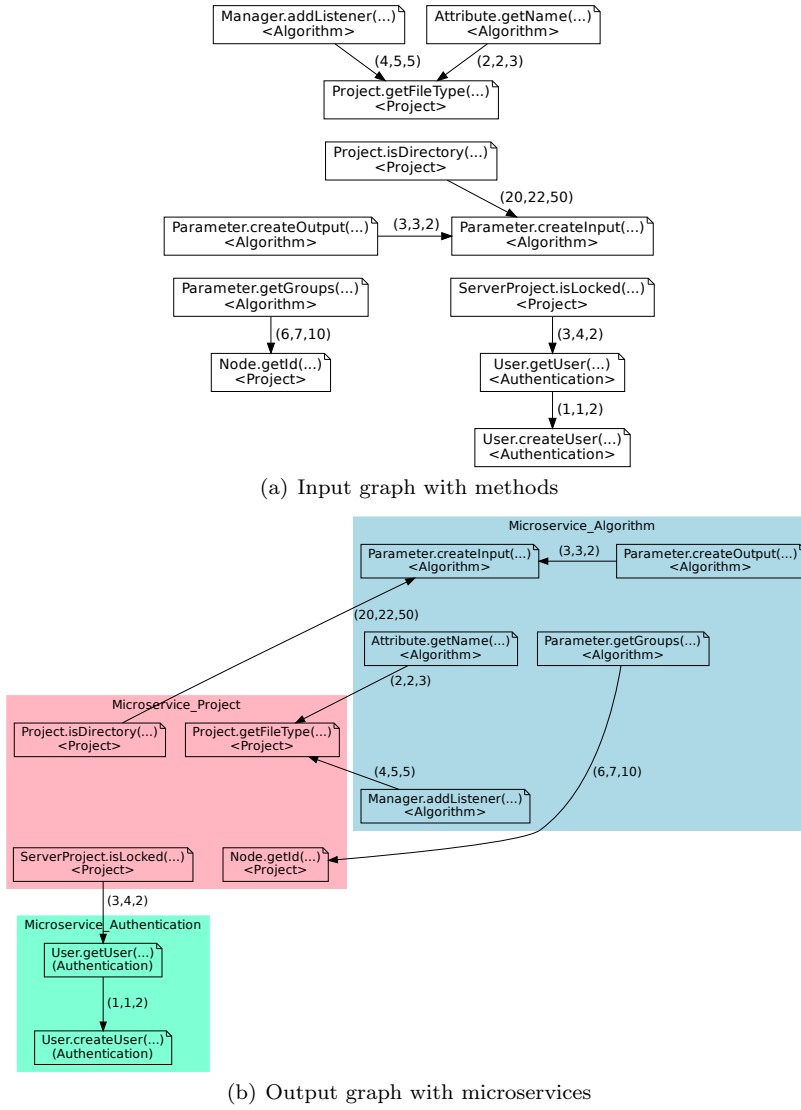 Manager.addListener(...)
<Algorithm>
Attribute.getName(...)
<Algorithm>
(4,5,5)
(2,2,3)
Project.getFileType(...)
<Project>
Project.isDirectory(...)
<Project>
(20,22,50)
Parameter.createOutput(...)
<Algorithm>
(3,3,2)
Parameter.createInput(...)
<Algorithm>
Parameter.getGroups(...)
<Algorithm>
ServerProject.isLocked(...)
<Project>
(6,7,10)
(3,4,2)
Node.getId(...)
<Project>
User.getUser(...)
<Authentication>
(1,1,2)
User.createUser(...)
<Authentication>
(a) Input graph with methods
Microservice_Algorithm
Parameter.createInput(...)
<Algorithm>
(3,3,2)
Parameter.createOutput(...)
<Algorithm>
(20,22,50)
Attribute.getName(...)
<Algorithm>
Parameter.getGroups(...)
<Algorithm>
(2,2,3)
Microservice_Project
Project.isDirectory(...)
<Project>
Project.getFileType(...)
<Project>
(4,5,5)
(6,7,10)
Manager.addListener(...)
<Algorithm>
ServerProject.isLocked(...)
<Project>
Node.getId(...)
<Project>
(3,4,2)
Microservice_Authentication
User.getUser(...)
(Authentication)
(1,1,2)
User.createUser(...)
(Authentication)
(b) Output graph with microservices